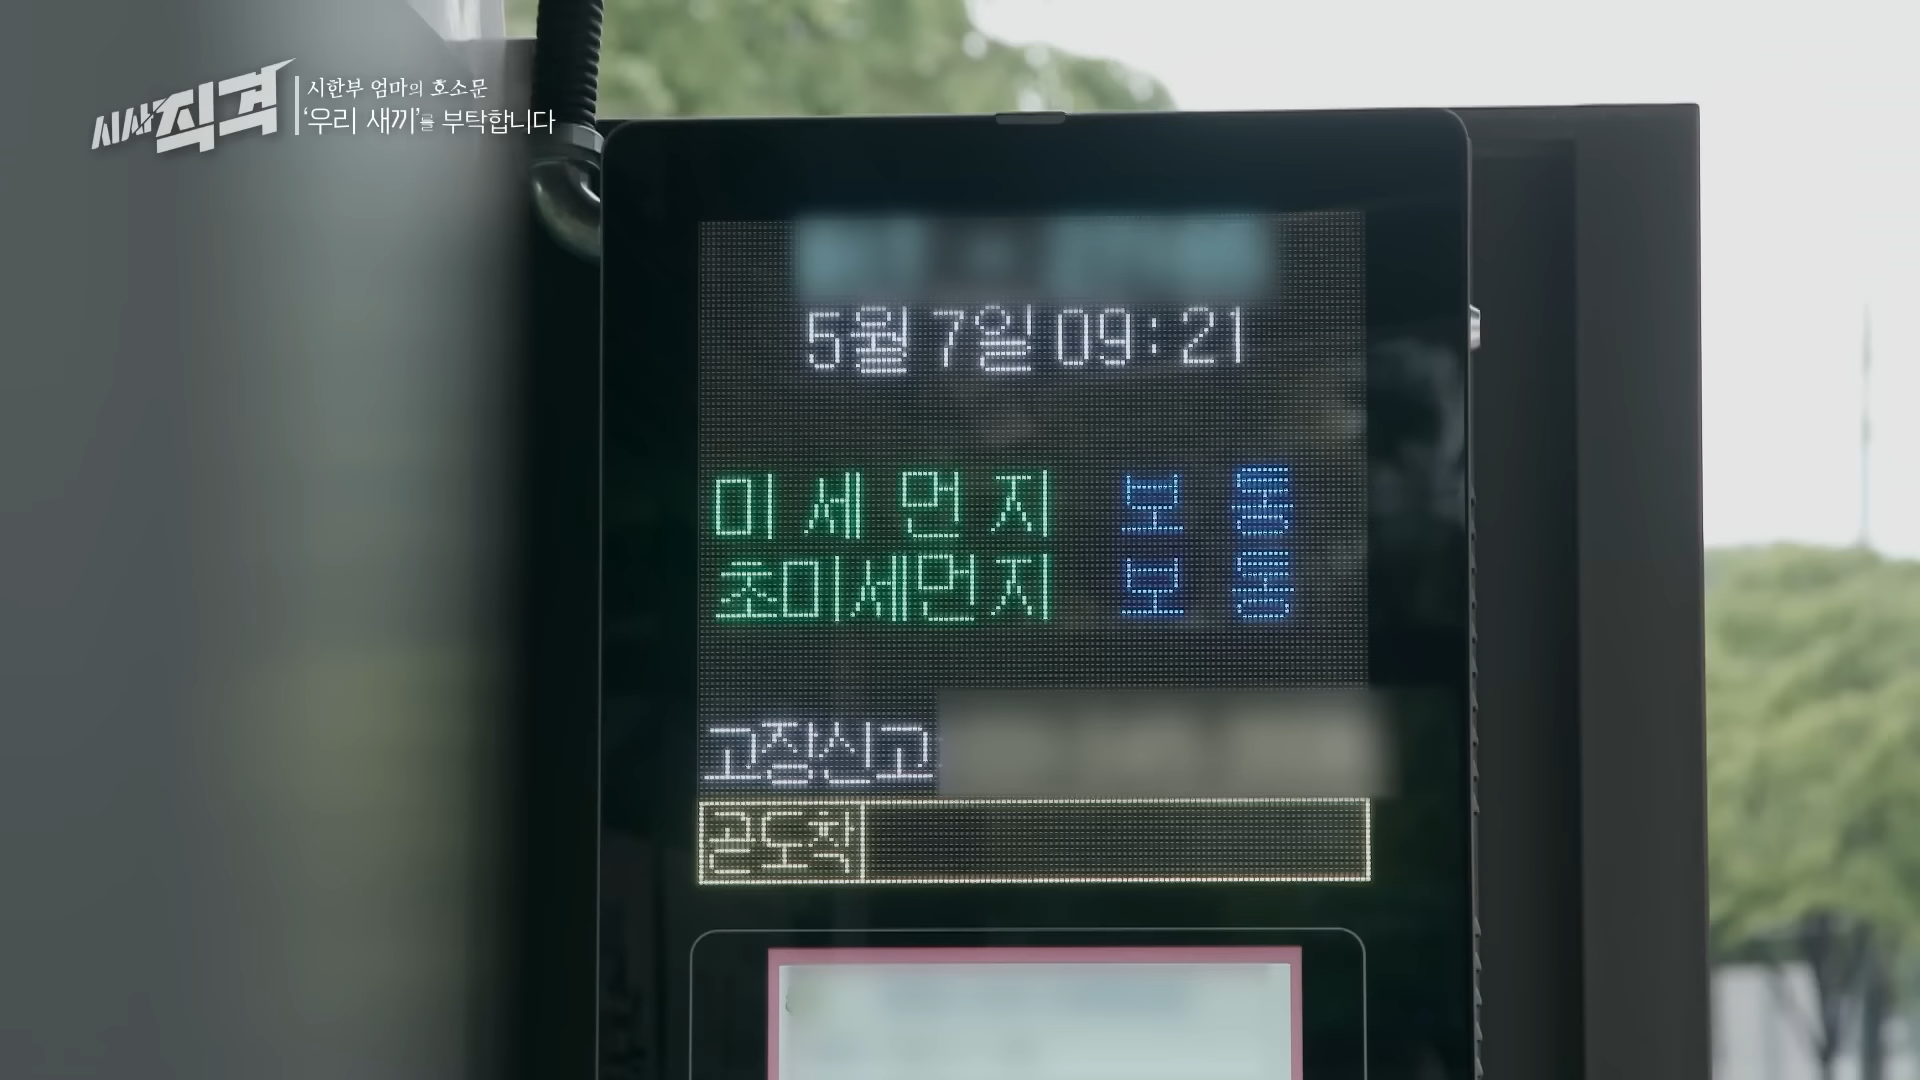 시사직격
시한부 엄마의 호소문
‘우리 새끼’를 부탁합니다
5월 7일 09:21
미세먼지 보통
초미세먼지 보통
고장신고
곧도착